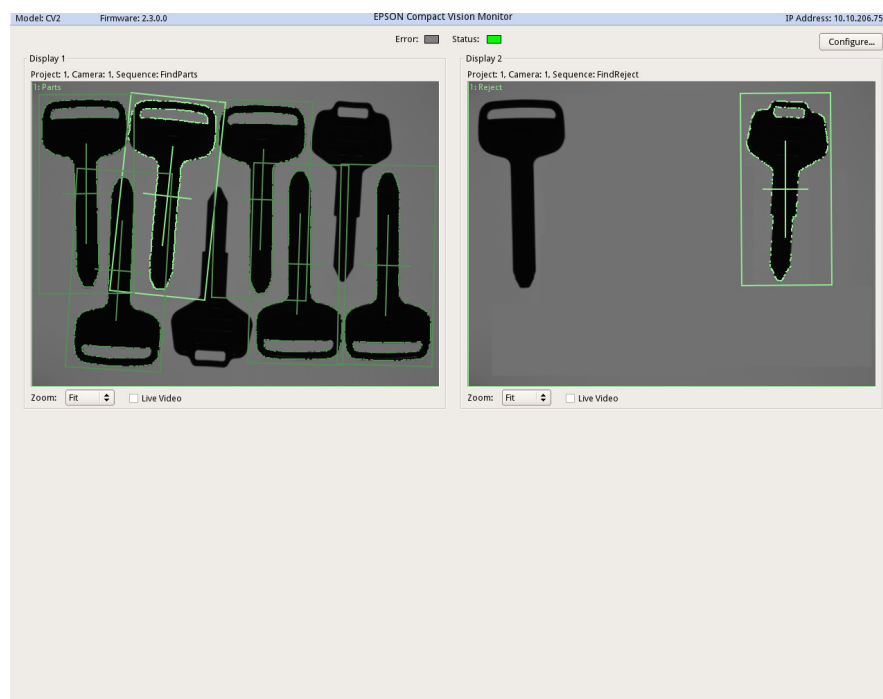 Model: CV2 Firmware: 2.3.0.0 EPSON Compact Vision Monitor IP Address: 10.10.206.75
Error: Status:
Configure...
Display 1
Project: 1, Camera: 1, Sequence: FindParts
1: Parts
Zoom: Fit Live Video
Display 2
Project: 1, Camera: 1, Sequence: FindReject
1: Reject
Zoom: Fit Live Video